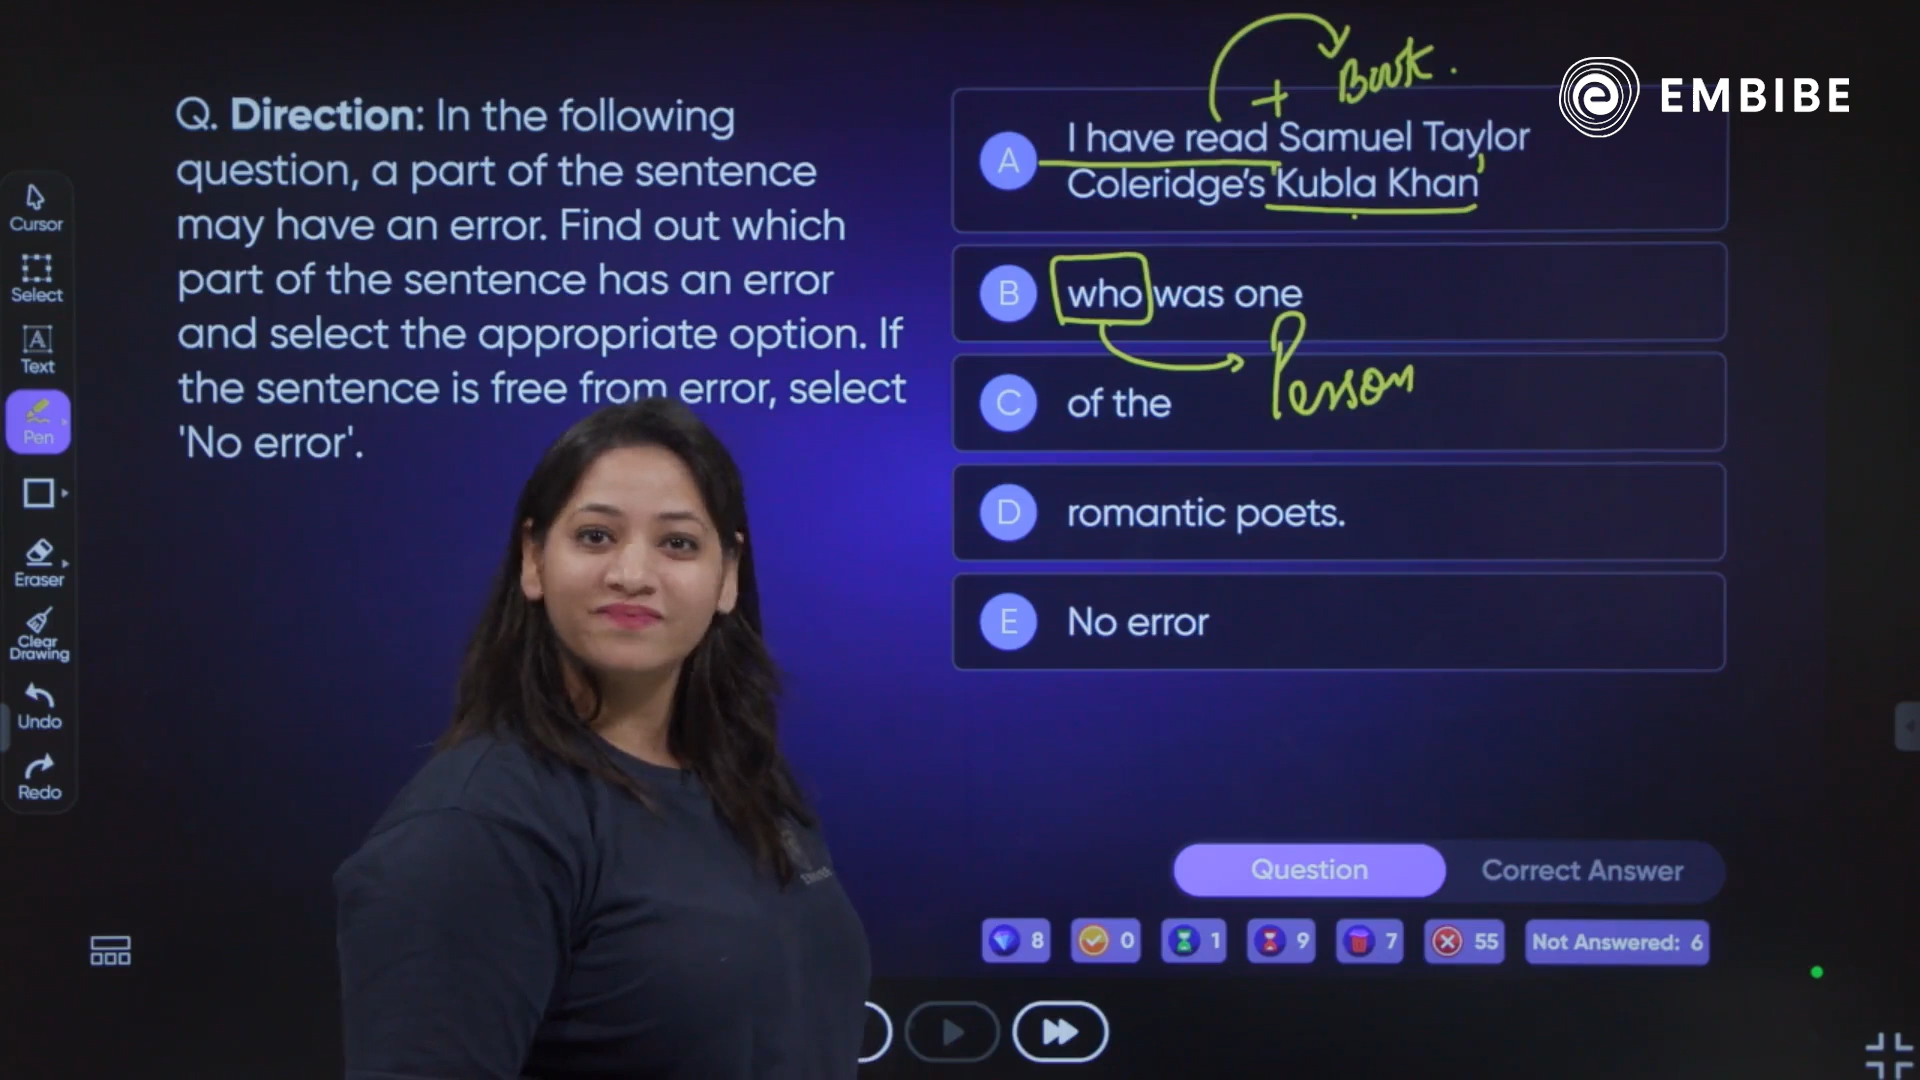 Book.
+
EMBIBE
Q. Direction: In the following
question, a part of the sentence
may have an error. Find out which
part of the sentence has an error
and select the appropriate option. If
the sentence is free from error, select
'No error'.
A
I have read Samuel Taylor
Coleridge's 'Kubla Khan'
B
who was one
Person
C
of the
D
romantic poets.
E
No error
Cursor
Select
A
Text
Pen
Eraser
Clear
Drawing
Undo
Redo
Question
Correct Answer
8
0
1
9
7
55
Not Answered: 6